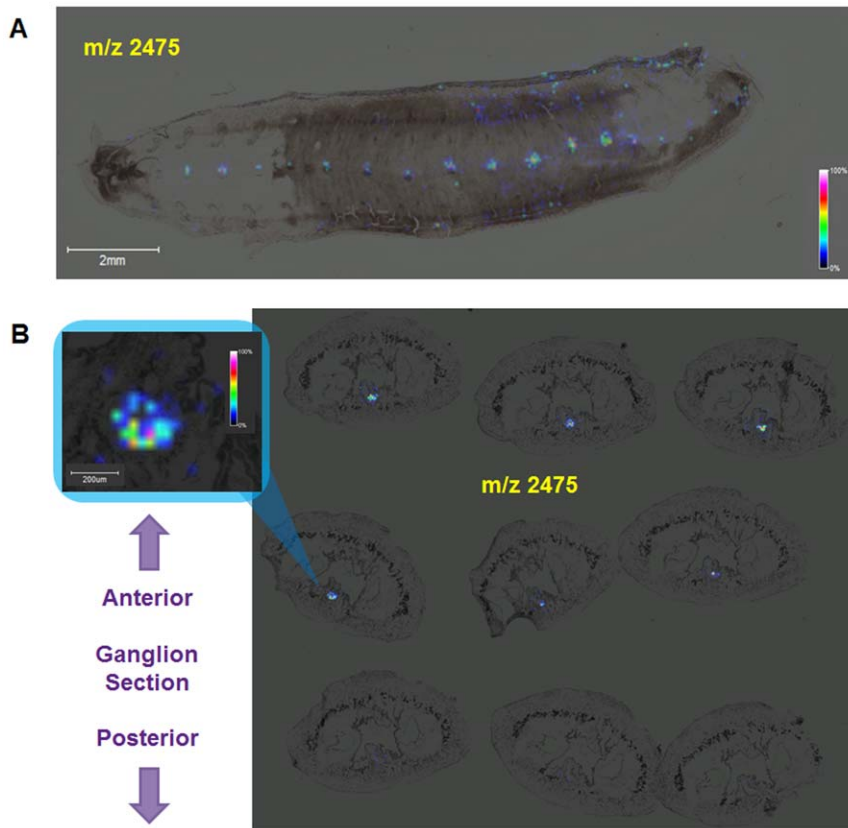 A
m/z 2475
100%
0%
2mm
B
100%
0%
200um
m/z 2475
Anterior
Ganglion
Section
Posterior